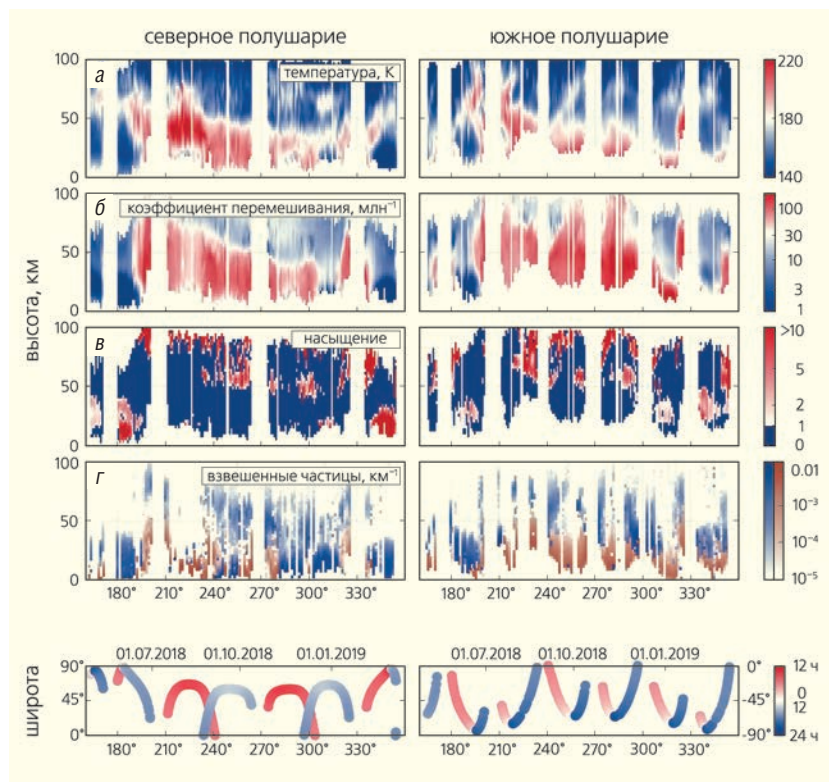 северное полушарие
южное полушарие
а
температура, К
100
50
0
220
180
140
б
коэффициент перемешивания, млн⁻¹
100
50
0
100
30
10
3
1
в
насыщение
100
50
0
>10
5
2
1
0
г
взвешенные частицы, км⁻¹
100
50
0
0.01
10⁻³
10⁻⁴
10⁻⁵
высота, км
180° 210° 240° 270° 300° 330°
180° 210° 240° 270° 300° 330°
01.07.2018 01.10.2018 01.01.2019
01.07.2018 01.10.2018 01.01.2019
широта
90°
45°
0°
0°
-45°
-90°
12 ч
0
12
24 ч
180° 210° 240° 270° 300° 330°
180° 210° 240° 270° 300° 330°